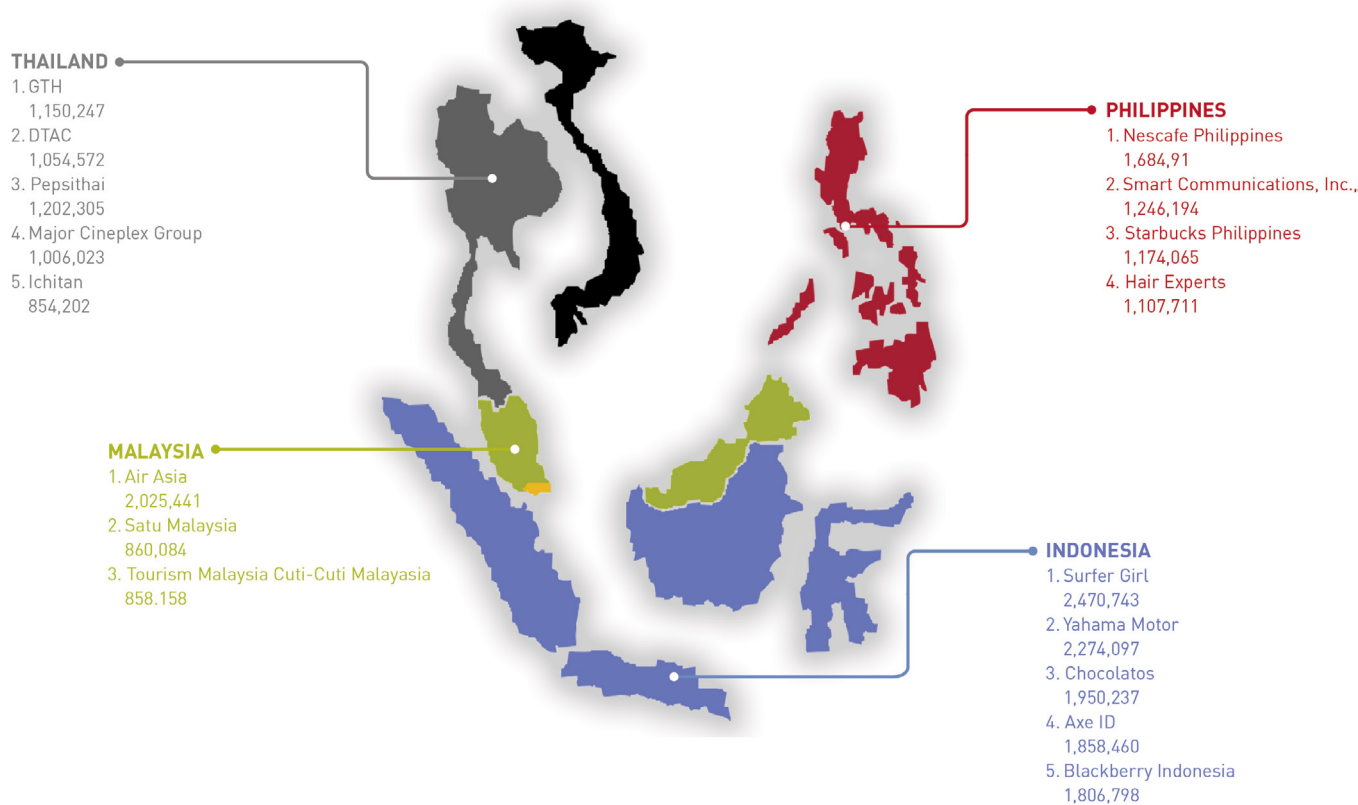 THAILAND
1. GTH
1,150,247
2. DTAC
1,054,572
3. Pepsithai
1,202,305
4. Major Cineplex Group
1,006,023
5. Ichitan
854,202
MALAYSIA
1. Air Asia
2,025,441
2. Satu Malaysia
860,084
3. Tourism Malaysia Cuti-Cuti Malayasia
858.158
PHILIPPINES
1. Nescafe Philippines
1,684,91
2. Smart Communications, Inc.,
1,246,194
3. Starbucks Philippines
1,174,065
4. Hair Experts
1,107,711
INDONESIA
1. Surfer Girl
2,470,743
2. Yahama Motor
2,274,097
3. Chocolatos
1,950,237
4. Axe ID
1,858,460
5. Blackberry Indonesia
1,806,798